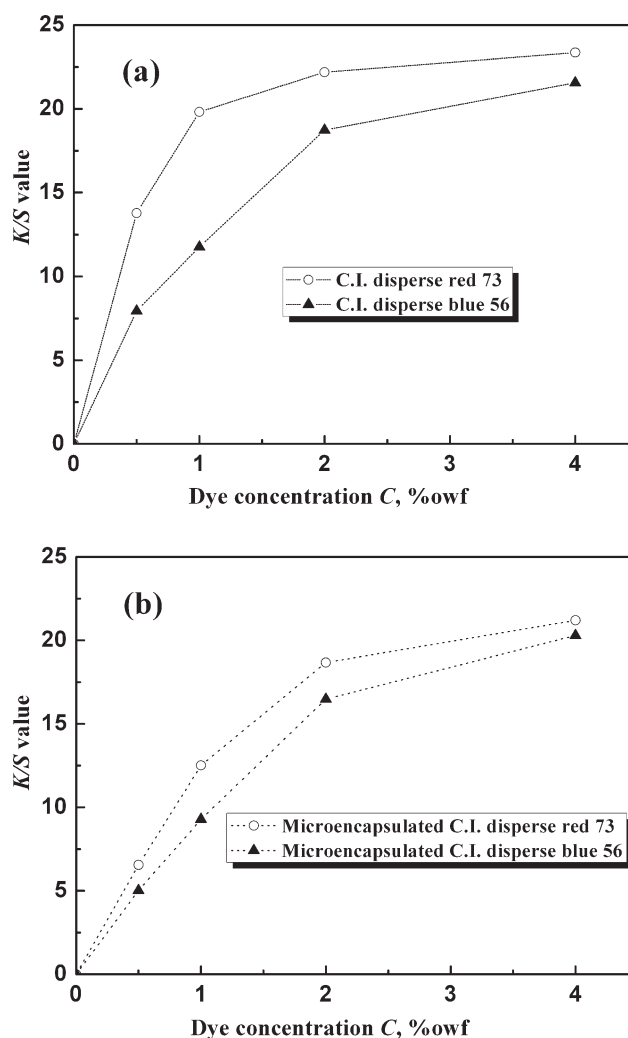 25
(a)
20
15
K/S value
10
C.I. disperse red 73
C.I. disperse blue 56
5
0
0 1 2 3 4
Dye concentration C, %owf
25
(b)
20
15
K/S value
10
Microencapsulated C.I. disperse red 73
Microencapsulated C.I. disperse blue 56
5
0
0 1 2 3 4
Dye concentration C, %owf